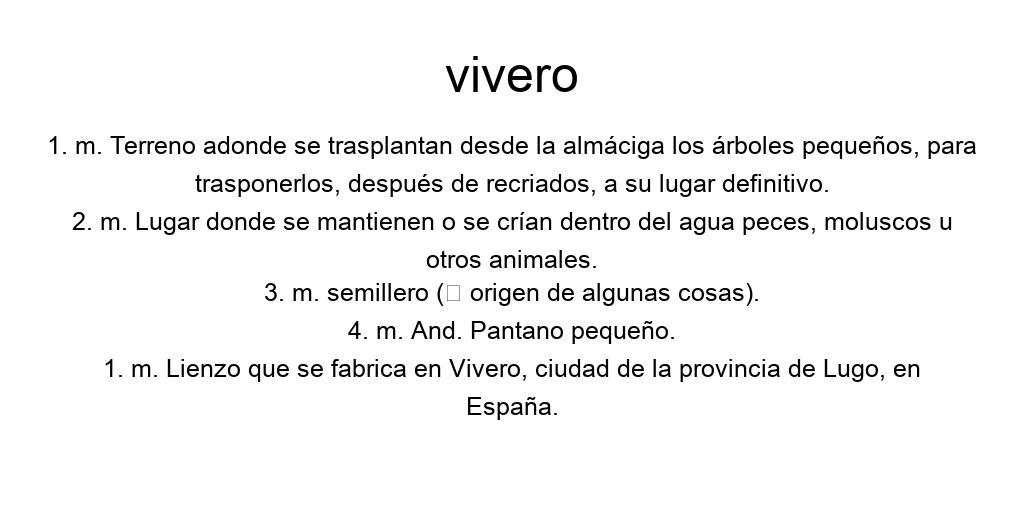 vivero
1. m. Terreno adonde se trasplantan desde la almáciga los árboles pequeños, para
trasponerlos, después de recriados, a su lugar definitivo.
2. m. Lugar donde se mantienen o se crían dentro del agua peces, moluscos u
otros animales.
3. m. semillero (□ origen de algunas cosas).
4. m. And. Pantano pequeño.
1. m. Lienzo que se fabrica en Vivero, ciudad de la provincia de Lugo, en
España.